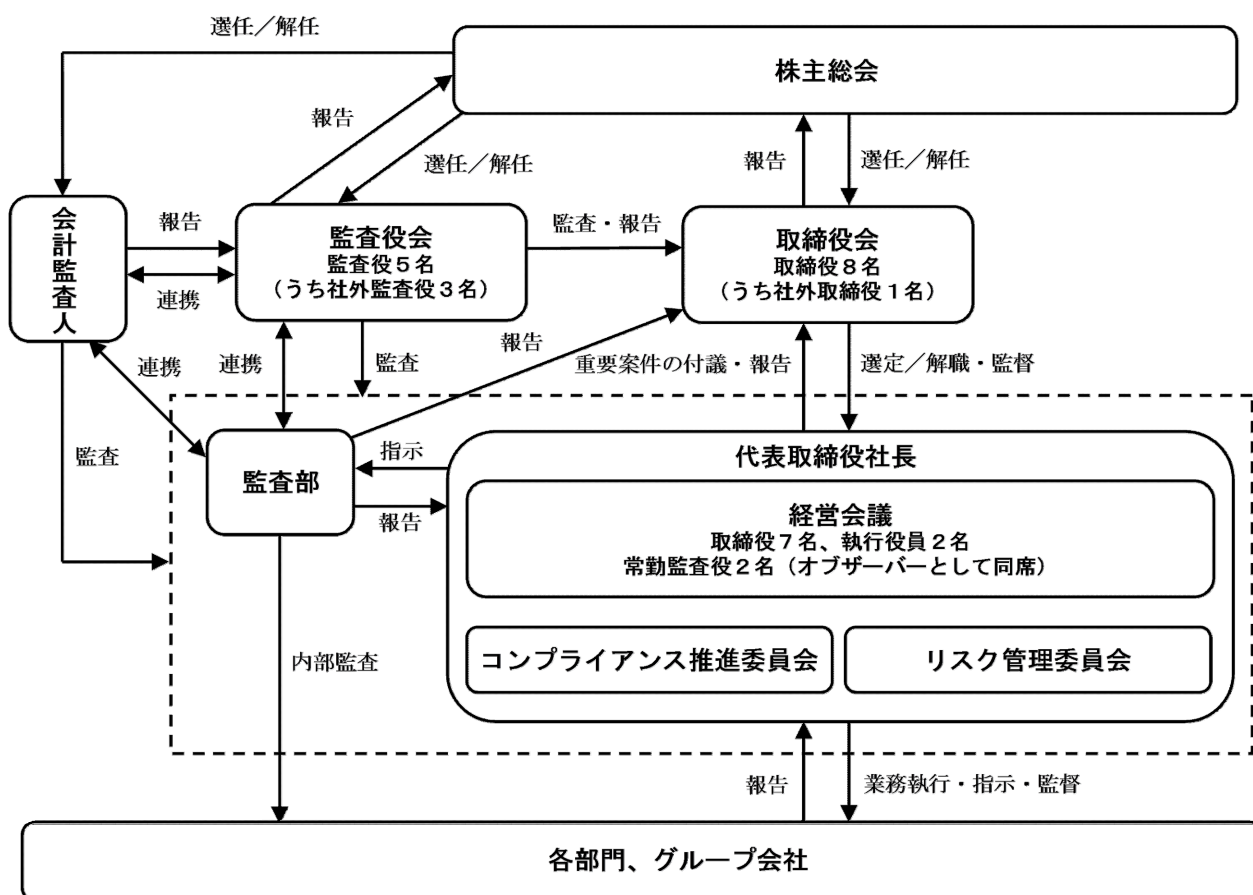 選任／解任
株主総会
報告
選任／解任
報告
選任／解任
会計監査人
報告
連携
監査役会
監査役５名
（うち社外監査役３名）
監査・報告
取締役会
取締役８名
（うち社外取締役１名）
連携
連携
監査
報告
重要案件の付議・報告
選定／解職・監督
監査
監査部
指示
報告
代表取締役社長
経営会議
取締役７名、執行役員２名
常勤監査役２名（オブザーバーとして同席）
内部監査
コンプライアンス推進委員会
リスク管理委員会
報告
業務執行・指示・監督
各部門、グループ会社